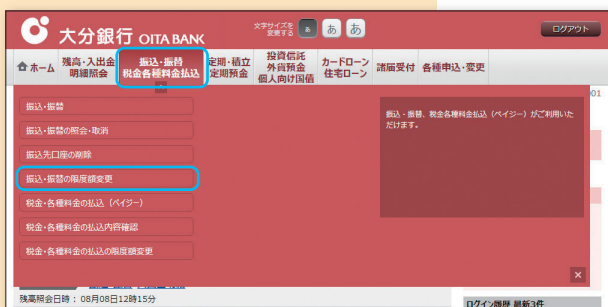 大分銀行 OITA BANK
文字サイズを
変更する
あ あ あ
ログアウト
ホーム
残高・入出金
明細照会
振込・振替
税金各種料金払込
定期・積立
定期預金
投資信託
外貨預金
個人向け国債
カードローン
住宅ローン
諸届受付
各種申込・変更
振込・振替
振込・振替の照会・取消
振込先口座の削除
振込・振替の限度額変更
税金・各種料金の払込（ペイジー）
税金・各種料金の払込内容確認
税金・各種料金の払込の限度額変更
振込・振替、税金各種料金払込（ペイジー）がご利用いた
だけます。
残高照会日時：08月08日12時15分
ログイン履歴 最新3件